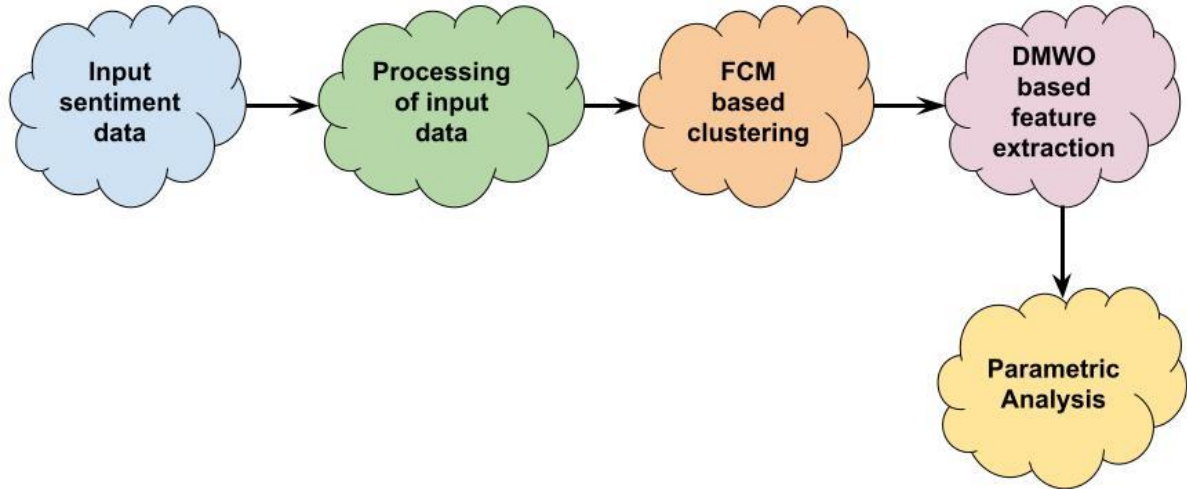 Input
sentiment
data
Processing
of input
data
FCM
based
clustering
DMWO
based
feature
extraction
Parametric
Analysis